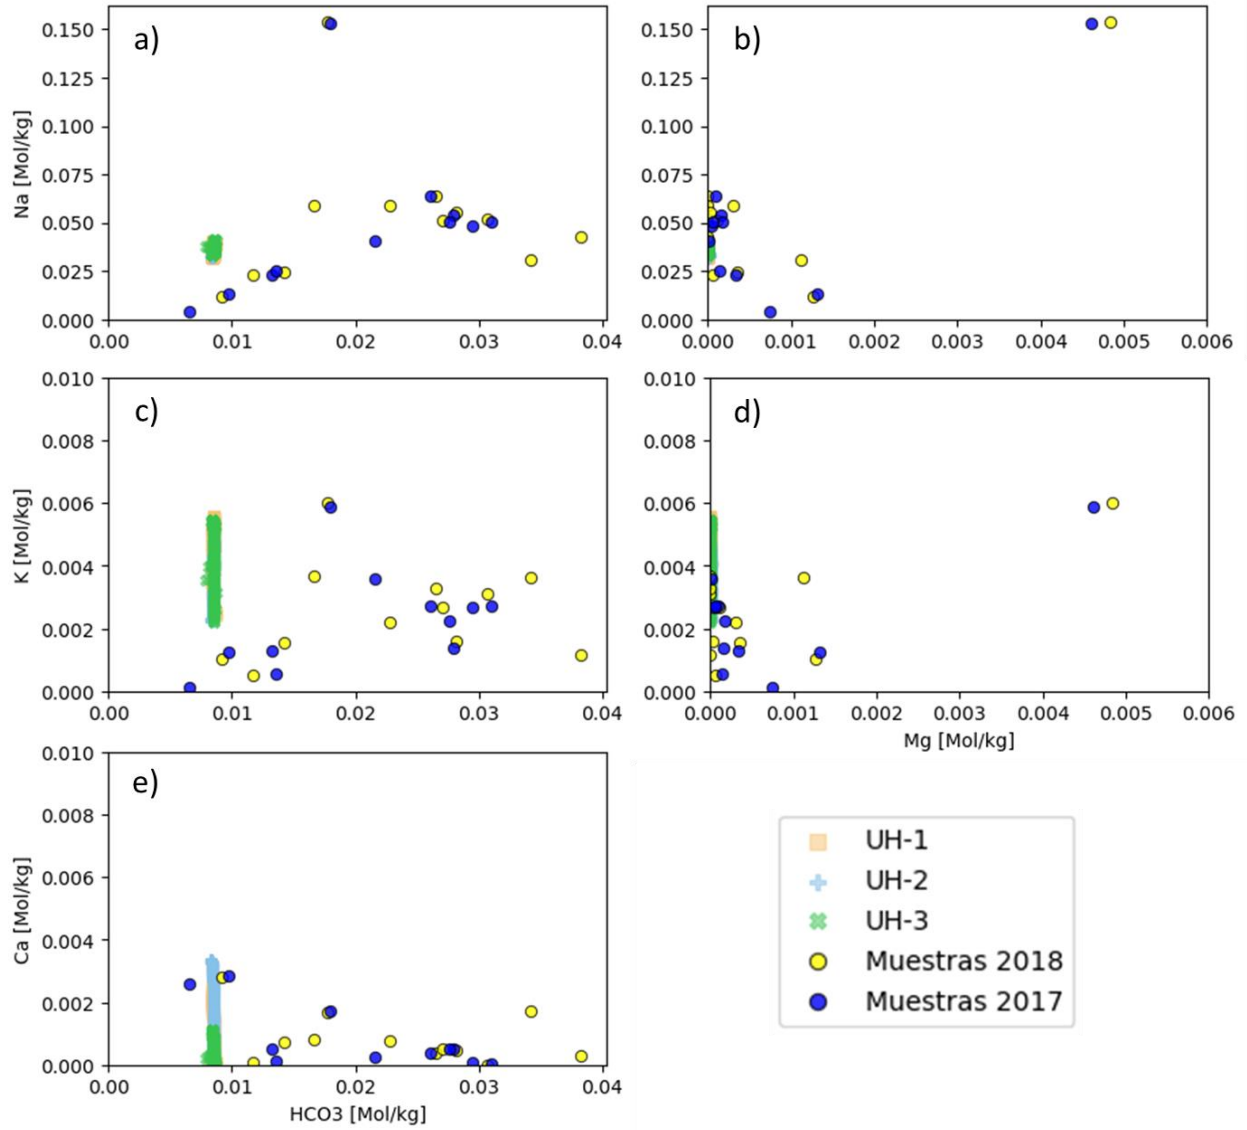 a)
b)
Na [Mol/kg]
0.150
0.125
0.100
0.075
0.050
0.025
0.000
0.00 0.01 0.02 0.03 0.04
0.150
0.125
0.100
0.075
0.050
0.025
0.000
0.000 0.001 0.002 0.003 0.004 0.005 0.006
c)
d)
K [Mol/kg]
0.010
0.008
0.006
0.004
0.002
0.000
0.00 0.01 0.02 0.03 0.04
0.010
0.008
0.006
0.004
0.002
0.000
0.000 0.001 0.002 0.003 0.004 0.005 0.006
Mg [Mol/kg]
e)
Ca [Mol/kg]
0.010
0.008
0.006
0.004
0.002
0.000
0.00 0.01 0.02 0.03 0.04
HCO3 [Mol/kg]
UH-1
UH-2
UH-3
Muestras 2018
Muestras 2017